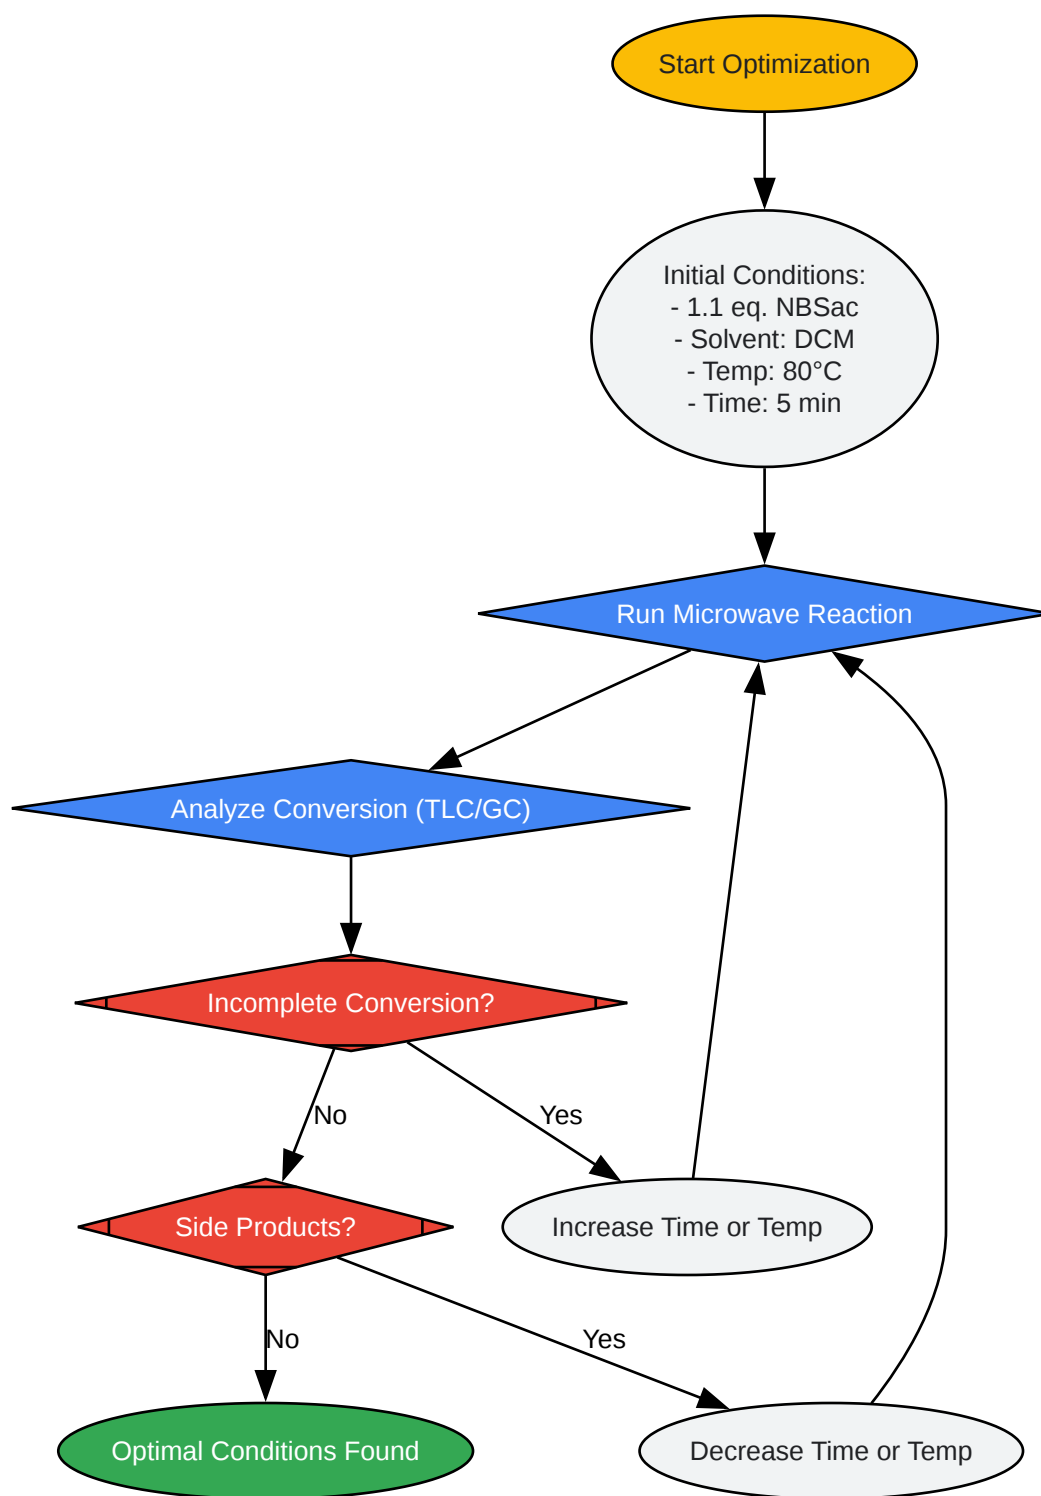 Start Optimization
Initial Conditions:
- 1.1 eq. NBSac
- Solvent: DCM
- Temp: 80°C
- Time: 5 min
Run Microwave Reaction
Analyze Conversion (TLC/GC)
Incomplete Conversion?
No
Yes
Side Products?
Increase Time or Temp
No
Yes
Optimal Conditions Found
Decrease Time or Temp